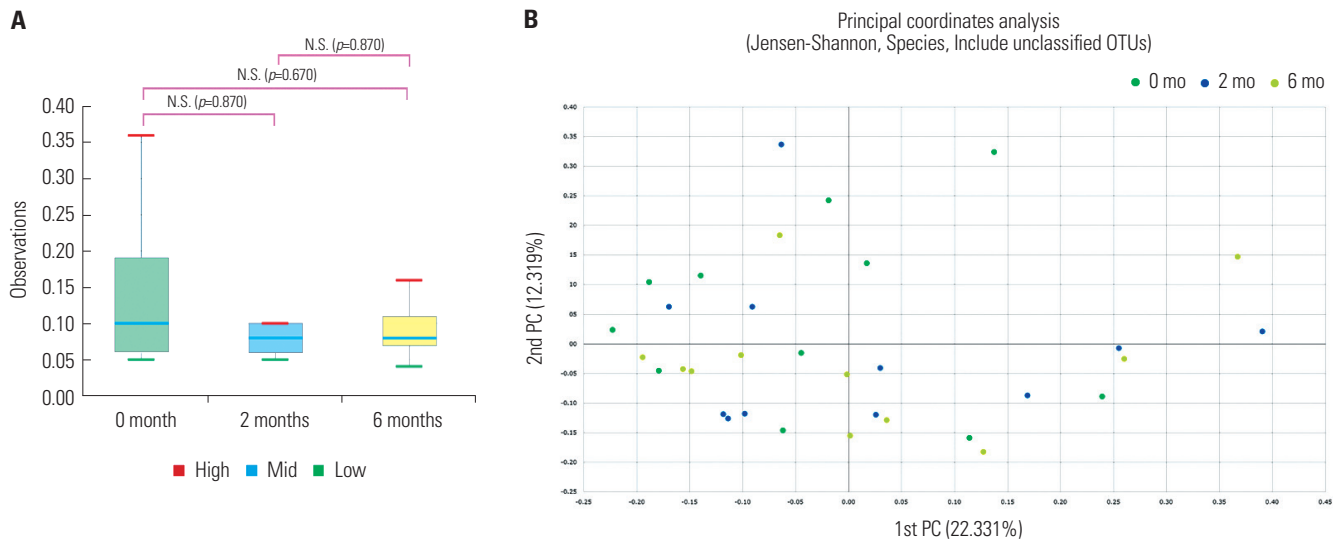 A
N.S. (p=0.870)
N.S. (p=0.670)
N.S. (p=0.870)
0.40
0.35
0.30
0.25
0.20
0.15
0.10
0.05
0.00
Observations
0 month
2 months
6 months
High
Mid
Low
B
Principal coordinates analysis
(Jensen-Shannon, Species, Include unclassified OTUs)
0 mo
2 mo
6 mo
0.40
0.35
0.30
0.25
20
15
10
05
00
-0.05
-0.10
-0.15
-0.20
-0.25
2nd PC (12.319%)
-0.25
-0.20
-0.15
-0.10
-0.05
0.00
0.05
0.10
0.15
0.20
0.25
0.30
0.35
0.40
0.45
1st PC (22.331%)